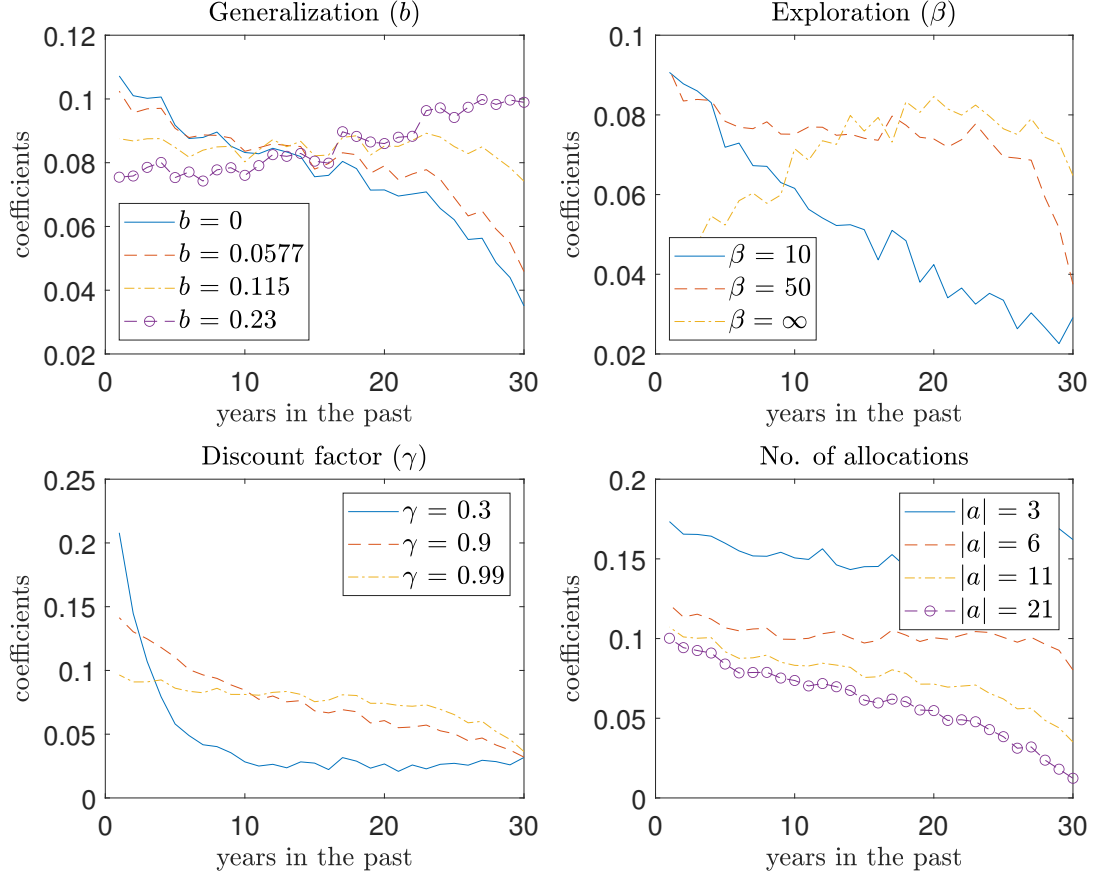 Generalization (b)
0.12
0.1
0.08
0.06
0.04
0.02
coefficients
b = 0
b = 0.0577
b = 0.115
b = 0.23
0 10 20 30
years in the past
Exploration (β)
0.1
0.08
0.06
0.04
0.02
coefficients
β = 10
β = 50
β = ∞
0 10 20 30
years in the past
Discount factor (γ)
0.25
0.2
0.15
0.1
0.05
0
coefficients
γ = 0.3
γ = 0.9
γ = 0.99
0 10 20 30
years in the past
No. of allocations
0.2
0.15
0.1
0.05
0
coefficients
|a| = 3
|a| = 6
|a| = 11
|a| = 21
0 10 20 30
years in the past